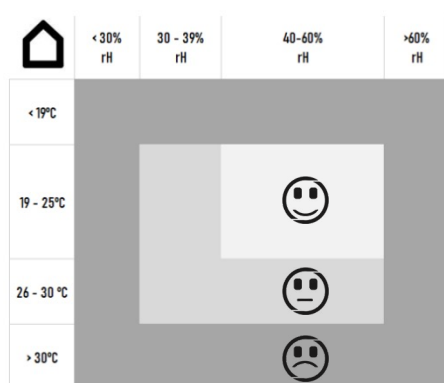 < 30% 30 - 39% 40-60% >60%
rH rH rH rH
< 19°C
19 - 25°C
26 - 30 °C
> 30°C